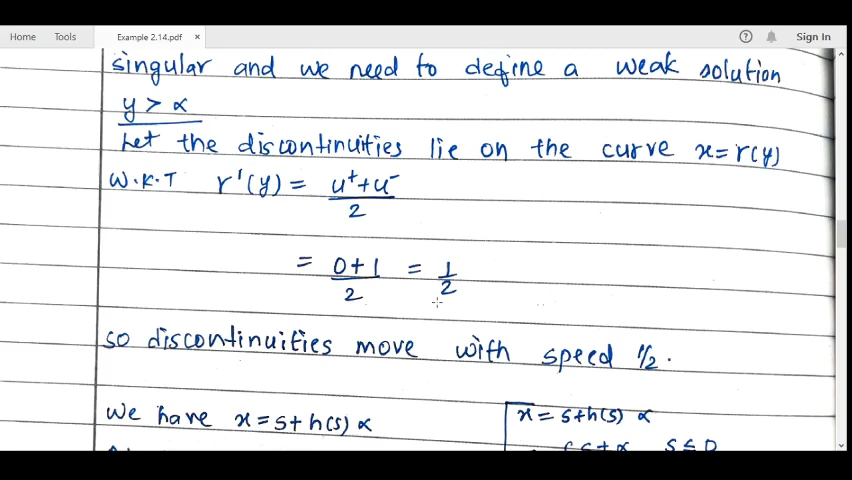 Home Tools Example 2.14.pdf × Sign In
singular and we need to define a weak solution
y > α
Let the discontinuities lie on the curve x = r(y)
W.K.T r'(y) = u⁺+u⁻ / 2
= 0+1 / 2 = 1/2
so discontinuities move with speed 1/2.
We have x = s+h(s) α
x = s+h(s) α
s+α s ≤ 0